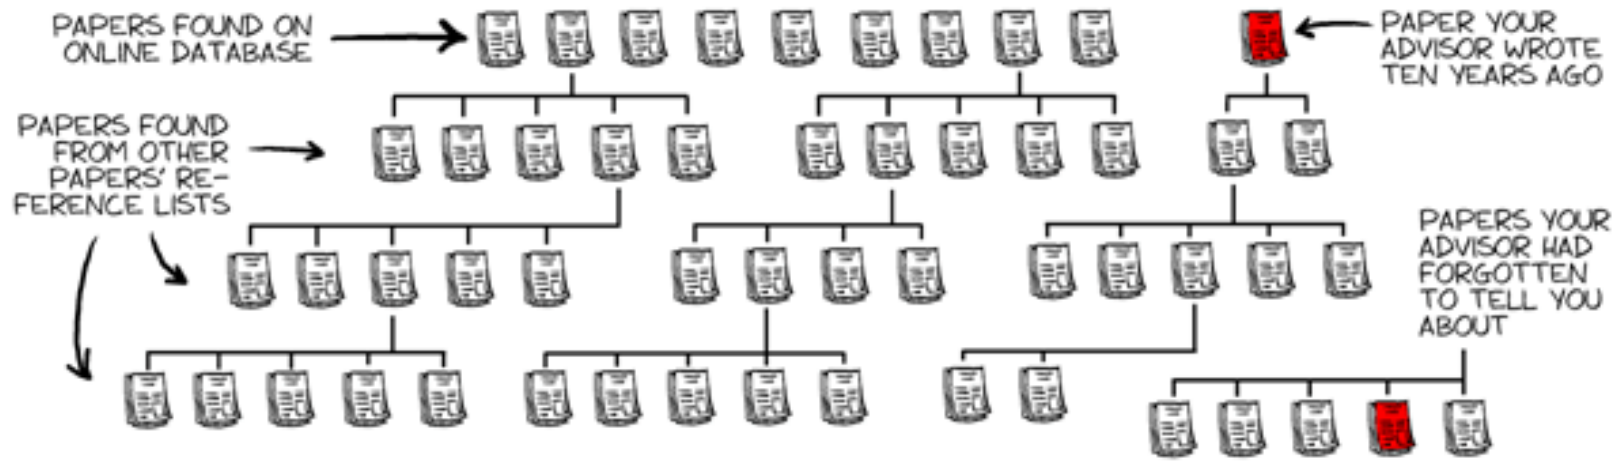 PAPERS FOUND ON
ONLINE DATABASE
PAPER YOUR
ADVISOR WROTE
TEN YEARS AGO
PAPERS FOUND
FROM OTHER
PAPERS' RE-
FERENCE LISTS
PAPERS YOUR
ADVISOR HAD
FORGOTTEN
TO TELL YOU
ABOUT